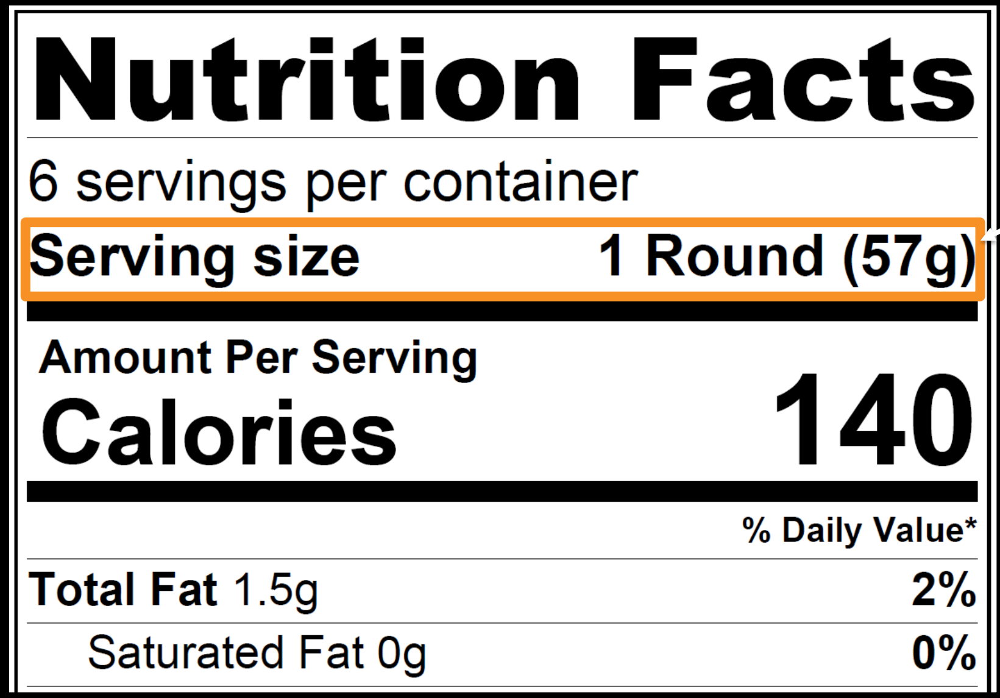 Nutrition Facts
6 servings per container
Serving size 1 Round (57g)
Amount Per Serving
Calories 140
% Daily Value*
Total Fat 1.5g 2%
Saturated Fat 0g 0%